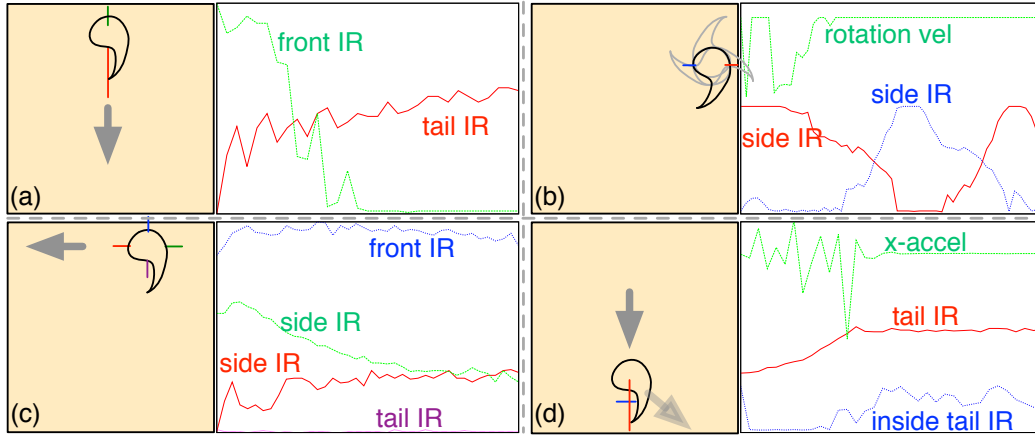 front IR
tail IR
(a)
rotation vel
side IR
side IR
(b)
front IR
side IR
side IR
tail IR
(c)
x-accel
tail IR
inside tail IR
(d)